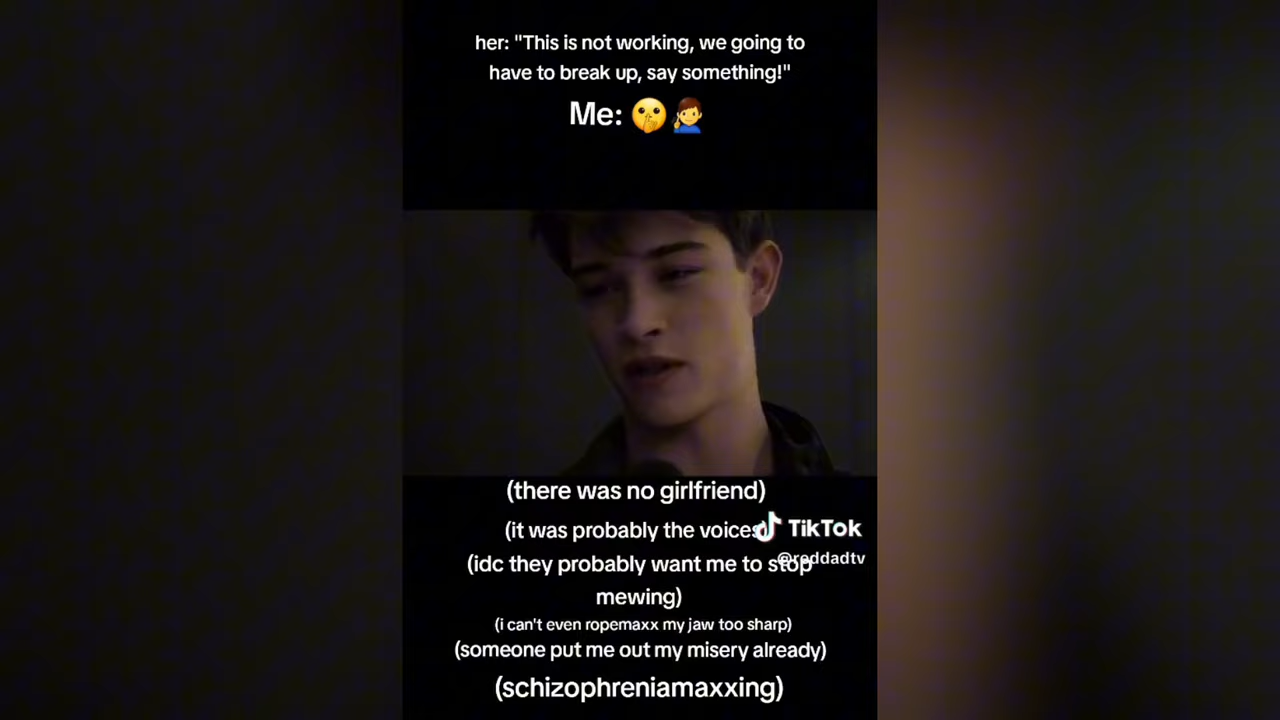 her: "This is not working, we going to
have to break up, say something!"
Me: 🤫🧏‍♂️
(there was no girlfriend)
(it was probably the voices)
TikTok
@reddadtv
(idc they probably want me to stop
mewing)
(i can't even ropemaxx my jaw too sharp)
(someone put me out my misery already)
(schizophreniamaxxing)